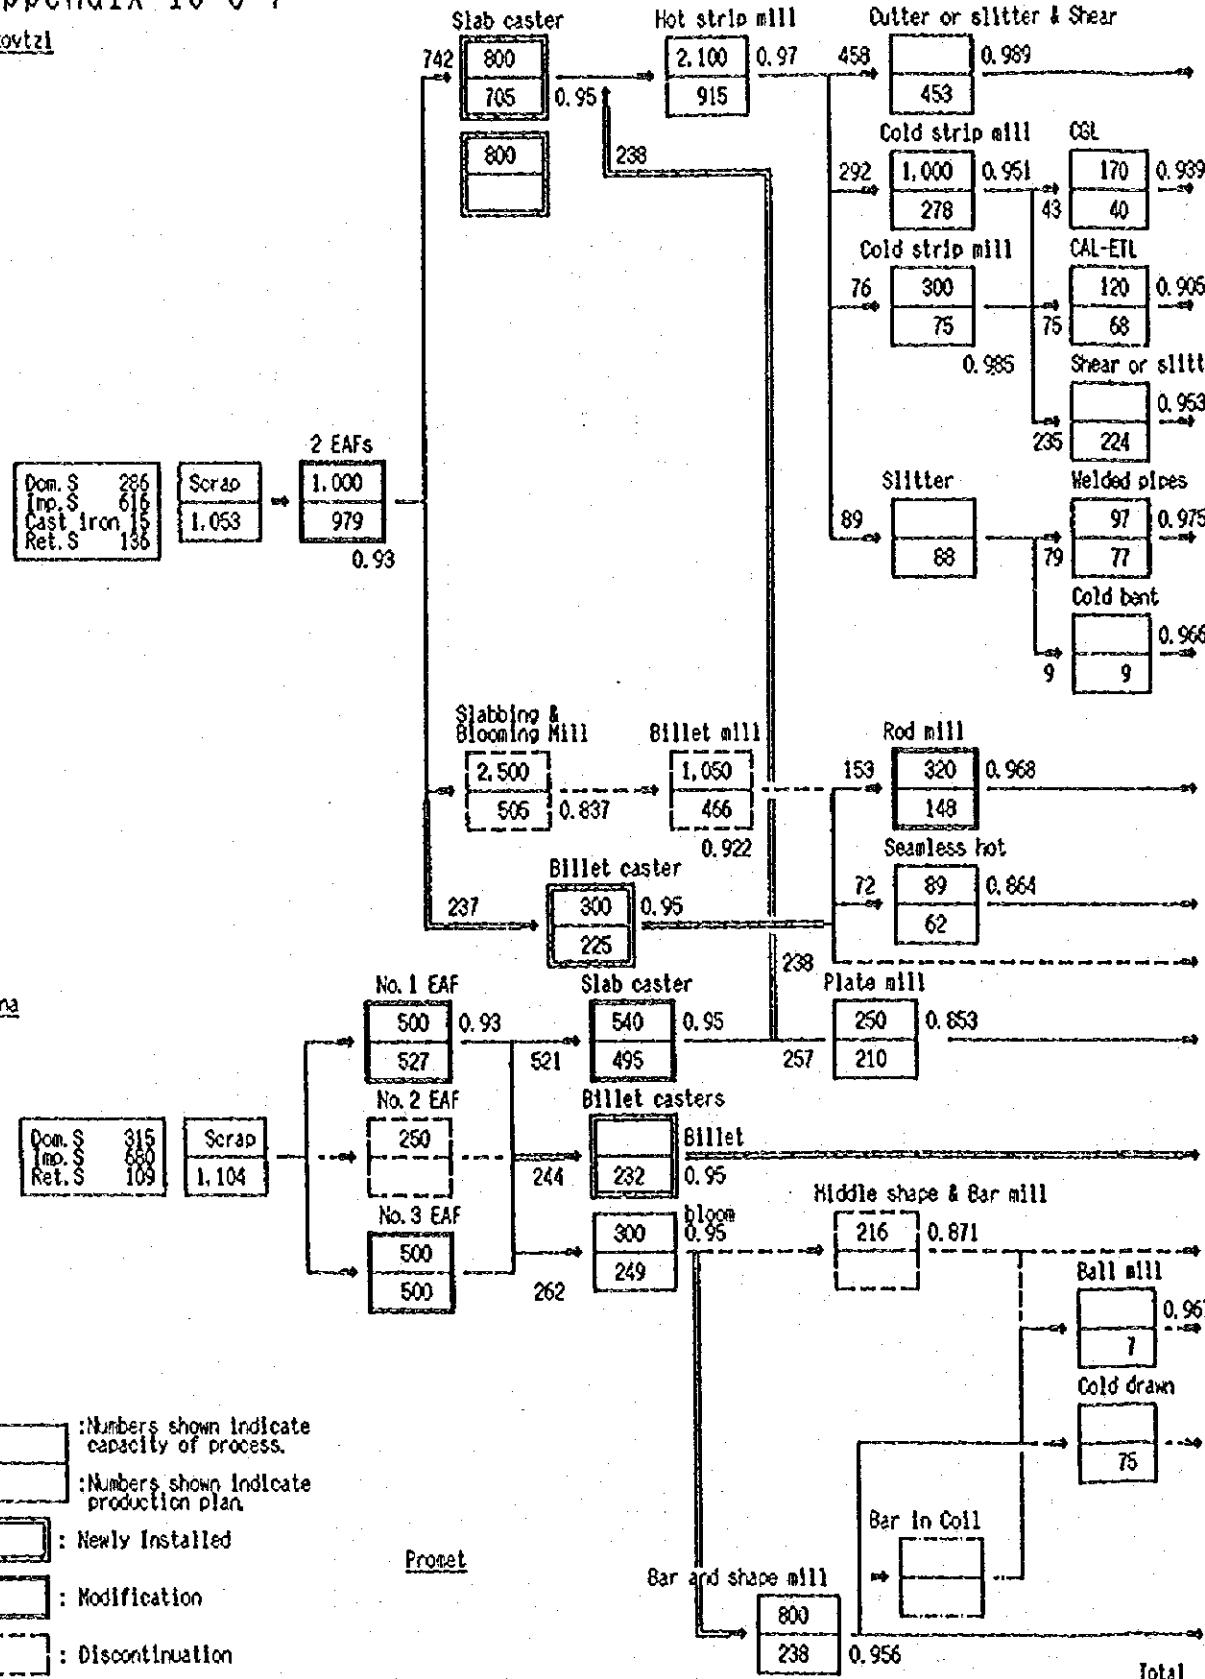 Slab caster
Hot strip mill
Cutter or slitter & Shear
742
800
705
0.95
2,100
0.97
915
458
0.989
453
800
238
Cold strip mill
CGL
292
1,000
0.951
278
43
170
0.939
40
Cold strip mill
CAL-ETL
76
300
75
0.985
75
120
0.905
68
Shear or slitt
0.953
235
224
2 EAFs
Dom. S 286
Imp. S 616
Cast iron 15
Ret. S 136
Scrap
1,053
1,000
979
0.93
Slitter
Welded pipes
89
88
79
97
0.975
77
Cold bent
0.966
9
9
Slabbing &
Blooming Mill
Billet mill
Rod mill
2,500
505
0.837
1,050
466
0.922
153
320
0.968
148
Seamless hot
72
89
0.864
62
Billet caster
237
300
0.95
225
238
No. 1 EAF
Slab caster
Plate mill
500
0.93
527
521
540
0.95
495
257
250
0.853
210
No. 2 EAF
Billet casters
Dom. S 315
Imp. S 680
Ret. S 109
Scrap
1,104
250
244
232
Billet
0.95
No. 3 EAF
bloom
Middle shape & Bar mill
500
500
262
300
0.95
249
216
0.871
Ball mill
7
Cold drawn
75
:Numbers shown indicate
capacity of process.
:Numbers shown indicate
production plan.
Bar in Coil
: Newly Installed
Promet
: Modification
Bar and shape mill
800
238
0.956
: Discontinuation
Total